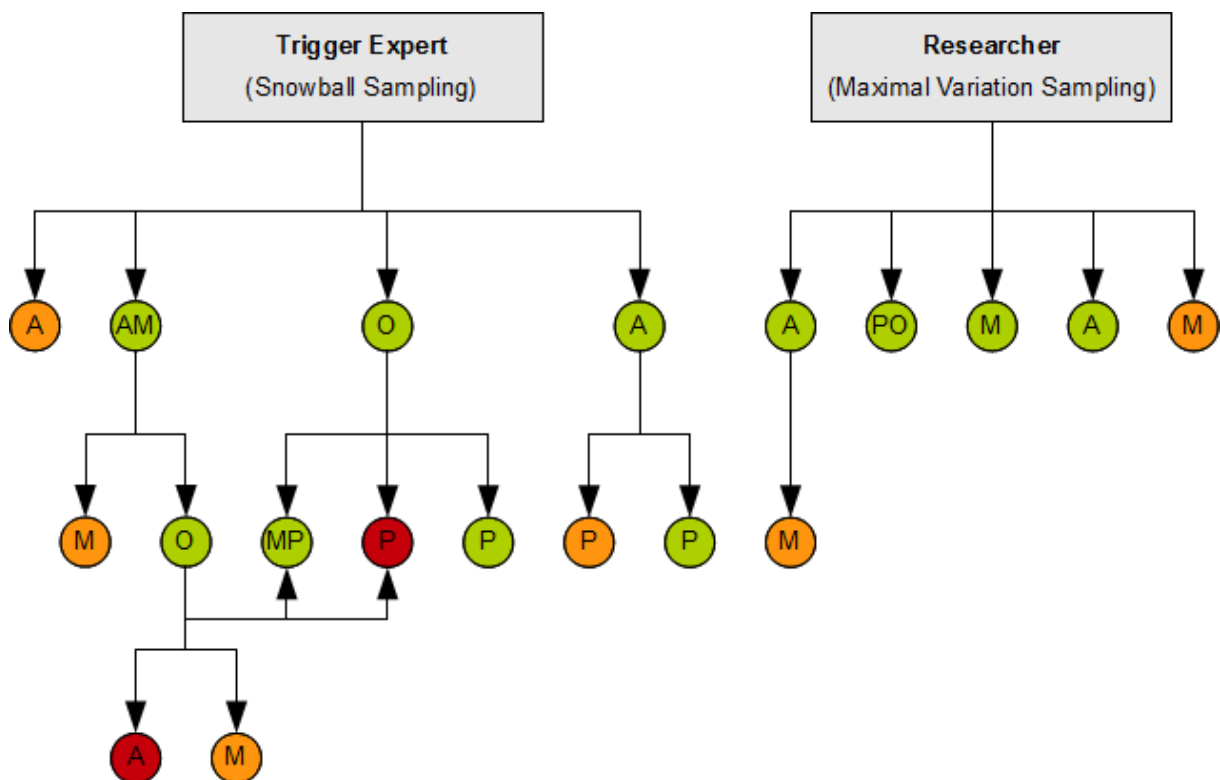 Trigger Expert
(Snowball Sampling)
Researcher
(Maximal Variation Sampling)
A AM O A A PO M A M
M O MP P P P P M
A M